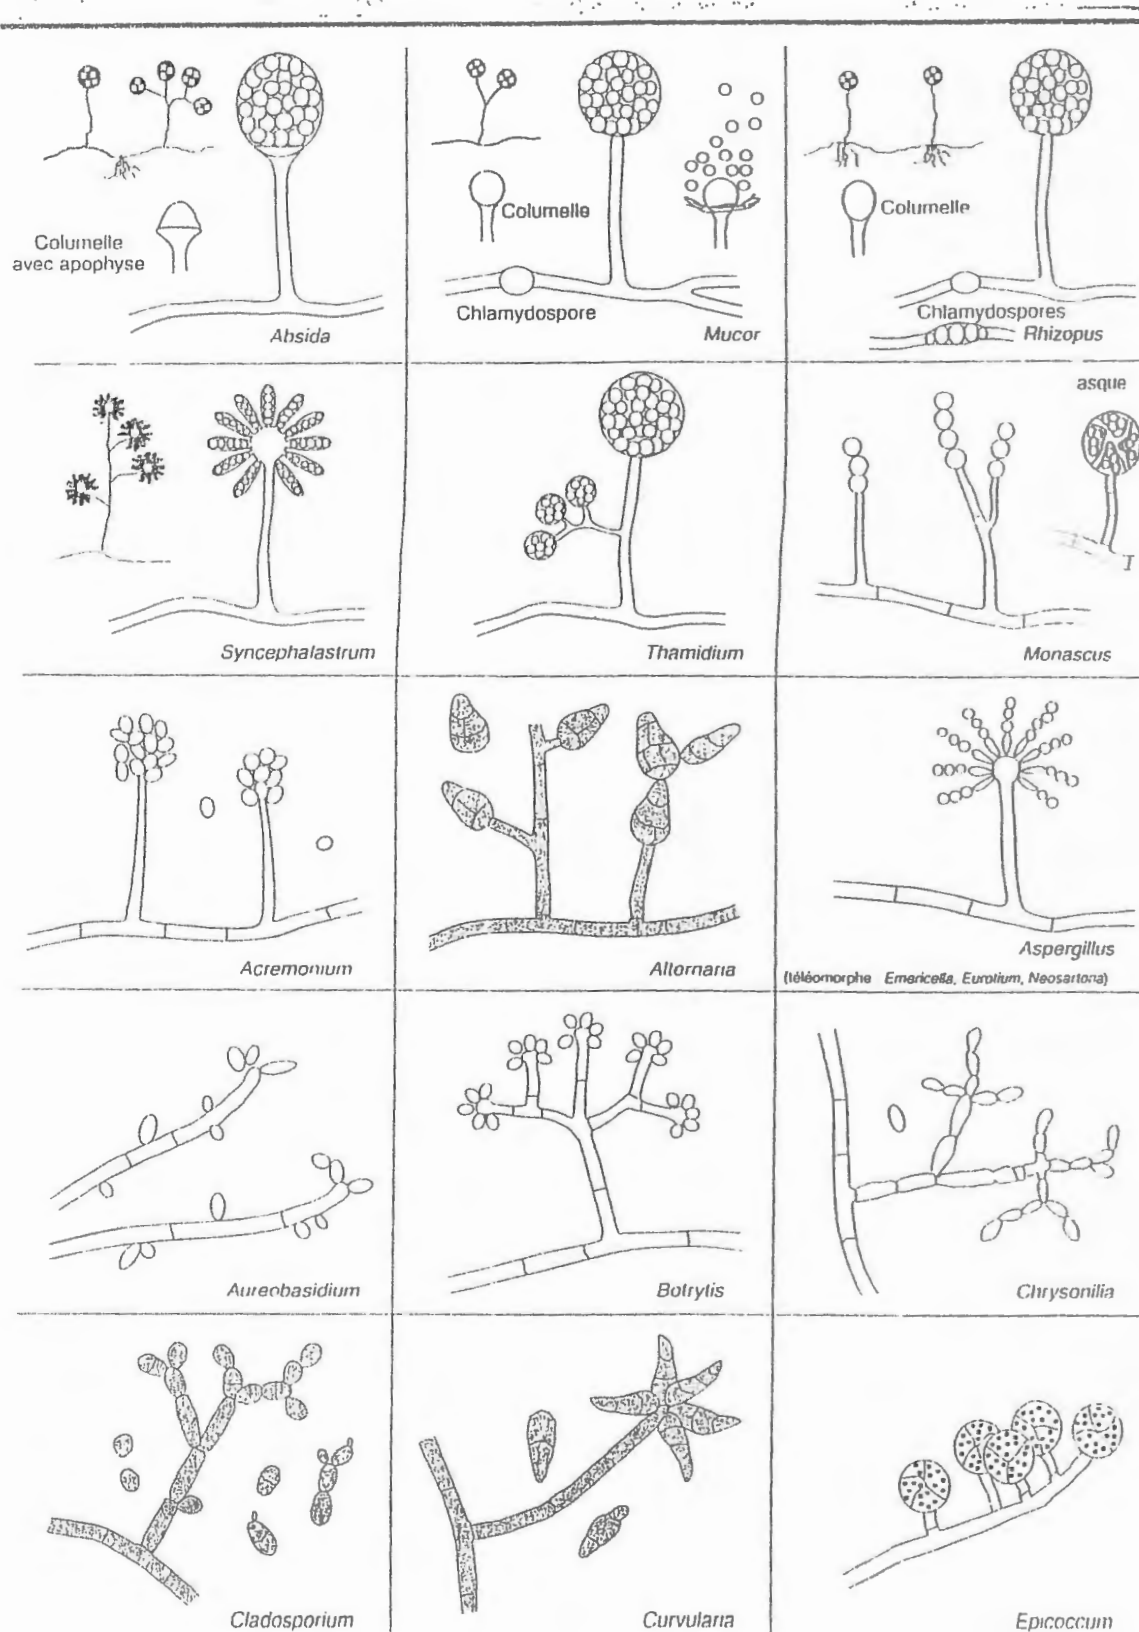 Columelle
avec apophyse
Absida
Columelle
Chlamydospore
Mucor
Columelle
Chlamydospores
Rhizopus
Syncephalastrum
Thamidium
asque
Monascus
Acremonium
Alternaria
Aspergillus
(téléomorphe Emericella, Eurotium, Neosartoria)
Aureobasidium
Botrytis
Chrysonilia
Cladosporium
Curvularia
Epicoccum